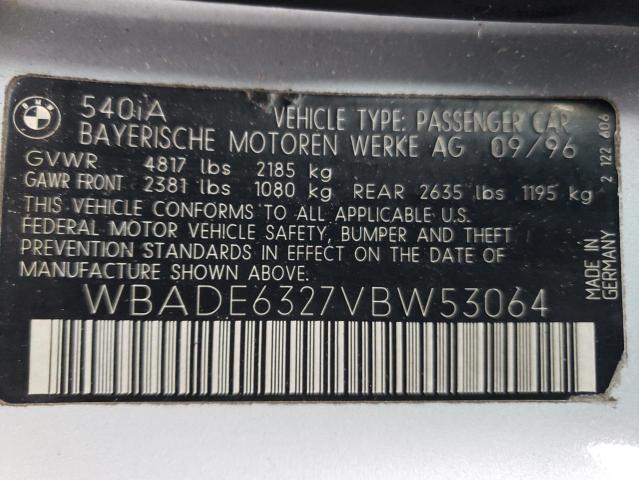 BMW
540iA VEHICLE TYPE: PASSENGER CAR
BAYERISCHE MOTOREN WERKE AG 09/96
GVWR 4817 lbs 2185 kg
GAWR FRONT 2381 lbs 1080 kg REAR 2635 lbs 1195 kg
THIS VEHICLE CONFORMS TO ALL APPLICABLE U.S.
FEDERAL MOTOR VEHICLE SAFETY, BUMPER AND THEFT
PREVENTION STANDARDS IN EFFECT ON THE DATE OF
MANUFACTURE SHOWN ABOVE.
WBADE6327VBW53064
MADE IN
GERMANY
2 122 606